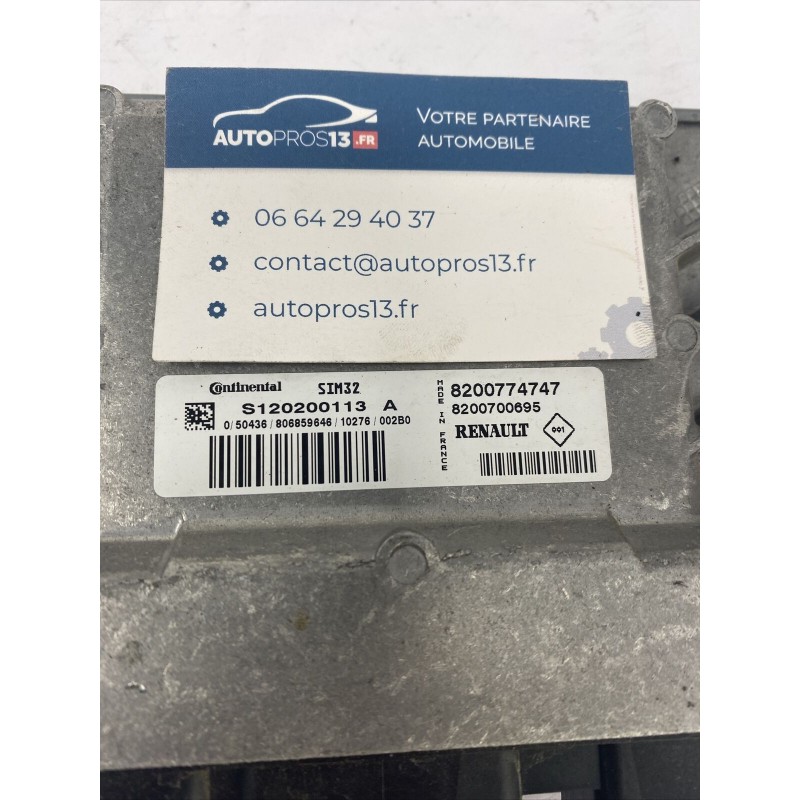 AUTOPROS13.FR
VOTRE PARTENAIRE
AUTOMOBILE
06 64 29 40 37
contact@autopros13.fr
autopros13.fr
Continental SIM32
S120200113 A
0/50436/806859646/10276/002B0
MADE IN FRANCE
8200774747
8200700695
RENAULT 001